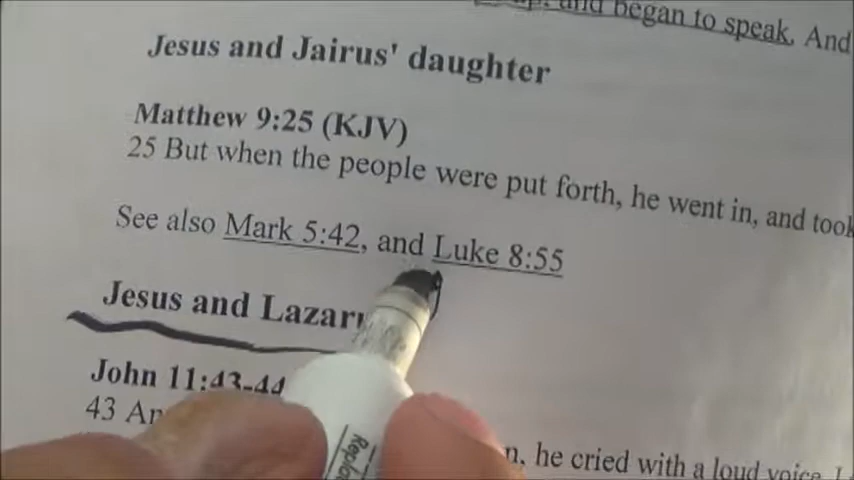 and began to speak. And
Jesus and Jairus' daughter
Matthew 9:25 (KJV)
25 But when the people were put forth, he went in, and took
See also Mark 5:42, and Luke 8:55
Jesus and
John 11:43-44
43
he cried with a loud voice,